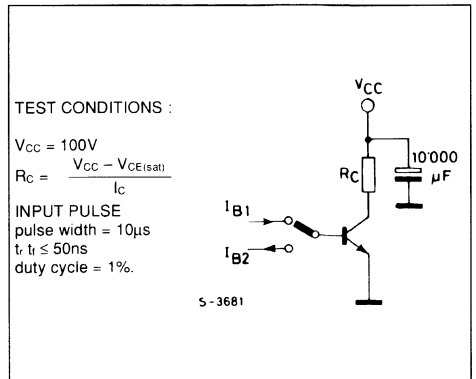 TEST CONDITIONS :
VCC = 100V
RC = VCC – VCE(sat)
IC
INPUT PULSE
pulse width = 10µs
tr tf ≤ 50ns
duty cycle = 1%.
VCC
RC
10.000
µF
IB1
IB2
S-3681